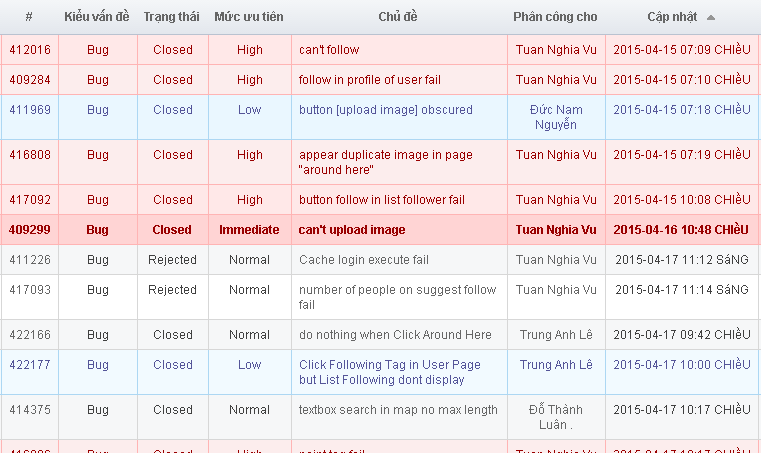 # Kiểu vấn đề Trạng thái Mức ưu tiên Chủ đề Phân công cho Cập nhật
412016 Bug Closed High can't follow Tuan Nghia Vu 2015-04-15 07:09 CHIềU
409284 Bug Closed High follow in profile of user fail Tuan Nghia Vu 2015-04-15 07:10 CHIềU
411969 Bug Closed Low button [upload image] obscured Đức Nam 2015-04-15 07:18 CHIềU
Nguyễn
416808 Bug Closed High appear duplicate image in page Tuan Nghia Vu 2015-04-15 07:19 CHIềU
"around here"
417092 Bug Closed High button follow in list follower fail Tuan Nghia Vu 2015-04-15 10:08 CHIềU
409299 Bug Closed Immediate can't upload image Tuan Nghia Vu 2015-04-16 10:48 CHIềU
411226 Bug Rejected Normal Cache login execute fail Tuan Nghia Vu 2015-04-17 11:12 SáNG
417093 Bug Rejected Normal number of people on suggest follow Tuan Nghia Vu 2015-04-17 11:14 SáNG
fail
422166 Bug Closed Normal do nothing when Click Around Here Trung Anh Lê 2015-04-17 09:42 CHIềU
422177 Bug Closed Low Click Following Tag in User Page Trung Anh Lê 2015-04-17 10:00 CHIềU
but List Following dont display
414375 Bug Closed Normal textbox search in map no max length Đỗ Thành 2015-04-17 10:17 CHIềU
Luân .
Bug Closed High Tuan Nghia Vu